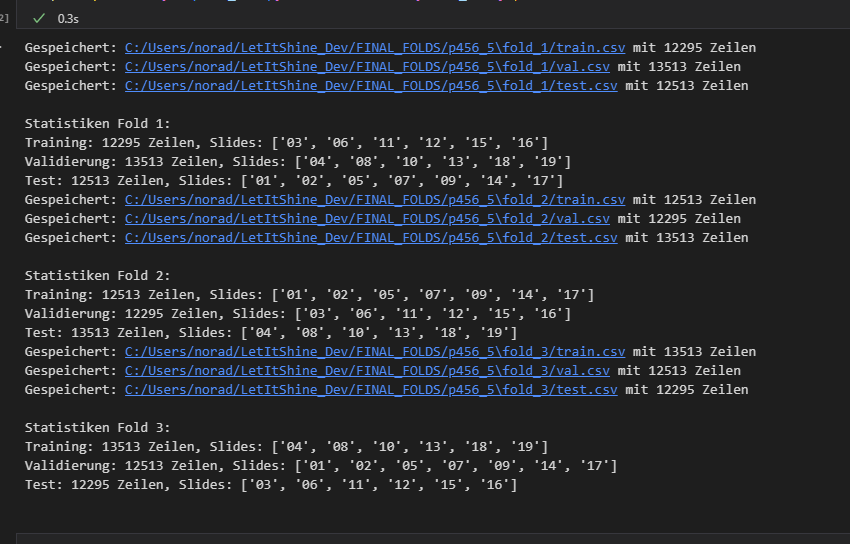 2]
0.3s
Gespeichert: C:/Users/norad/LetItShine_Dev/FINAL_FOLDS/p456_5\fold_1/train.csv mit 12295 Zeilen
Gespeichert: C:/Users/norad/LetItShine_Dev/FINAL_FOLDS/p456_5\fold_1/val.csv mit 13513 Zeilen
Gespeichert: C:/Users/norad/LetItShine_Dev/FINAL_FOLDS/p456_5\fold_1/test.csv mit 12513 Zeilen
Statistiken Fold 1:
Training: 12295 Zeilen, Slides: ['03', '06', '11', '12', '15', '16']
Validierung: 13513 Zeilen, Slides: ['04', '08', '10', '13', '18', '19']
Test: 12513 Zeilen, Slides: ['01', '02', '05', '07', '09', '14', '17']
Gespeichert: C:/Users/norad/LetItShine_Dev/FINAL_FOLDS/p456_5\fold_2/train.csv mit 12513 Zeilen
Gespeichert: C:/Users/norad/LetItShine_Dev/FINAL_FOLDS/p456_5\fold_2/val.csv mit 12295 Zeilen
Gespeichert: C:/Users/norad/LetItShine_Dev/FINAL_FOLDS/p456_5\fold_2/test.csv mit 13513 Zeilen
Statistiken Fold 2:
Training: 12513 Zeilen, Slides: ['01', '02', '05', '07', '09', '14', '17']
Validierung: 12295 Zeilen, Slides: ['03', '06', '11', '12', '15', '16']
Test: 13513 Zeilen, Slides: ['04', '08', '10', '13', '18', '19']
Gespeichert: C:/Users/norad/LetItShine_Dev/FINAL_FOLDS/p456_5\fold_3/train.csv mit 13513 Zeilen
Gespeichert: C:/Users/norad/LetItShine_Dev/FINAL_FOLDS/p456_5\fold_3/val.csv mit 12513 Zeilen
Gespeichert: C:/Users/norad/LetItShine_Dev/FINAL_FOLDS/p456_5\fold_3/test.csv mit 12295 Zeilen
Statistiken Fold 3:
Training: 13513 Zeilen, Slides: ['04', '08', '10', '13', '18', '19']
Validierung: 12513 Zeilen, Slides: ['01', '02', '05', '07', '09', '14', '17']
Test: 12295 Zeilen, Slides: ['03', '06', '11', '12', '15', '16']